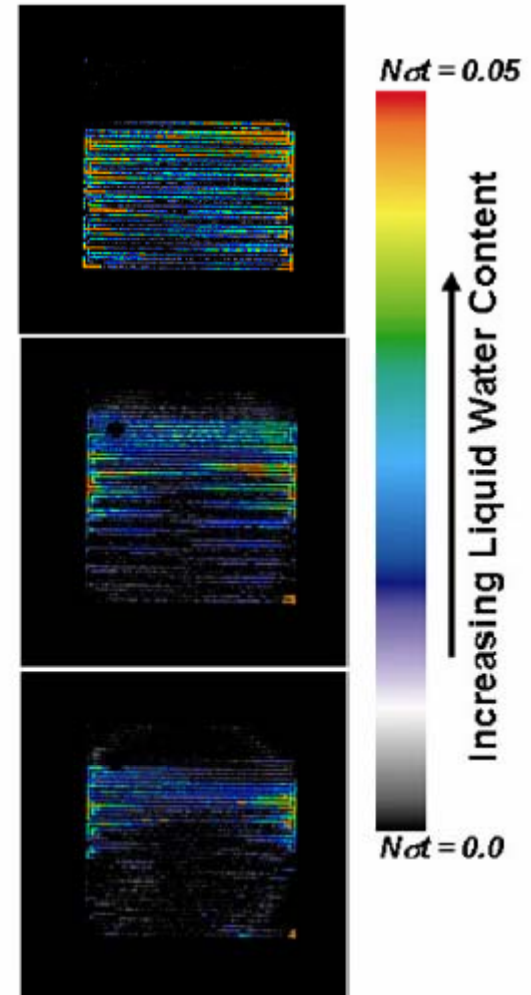 Nσt = 0.05
Increasing Liquid Water Content
Nσt = 0.0